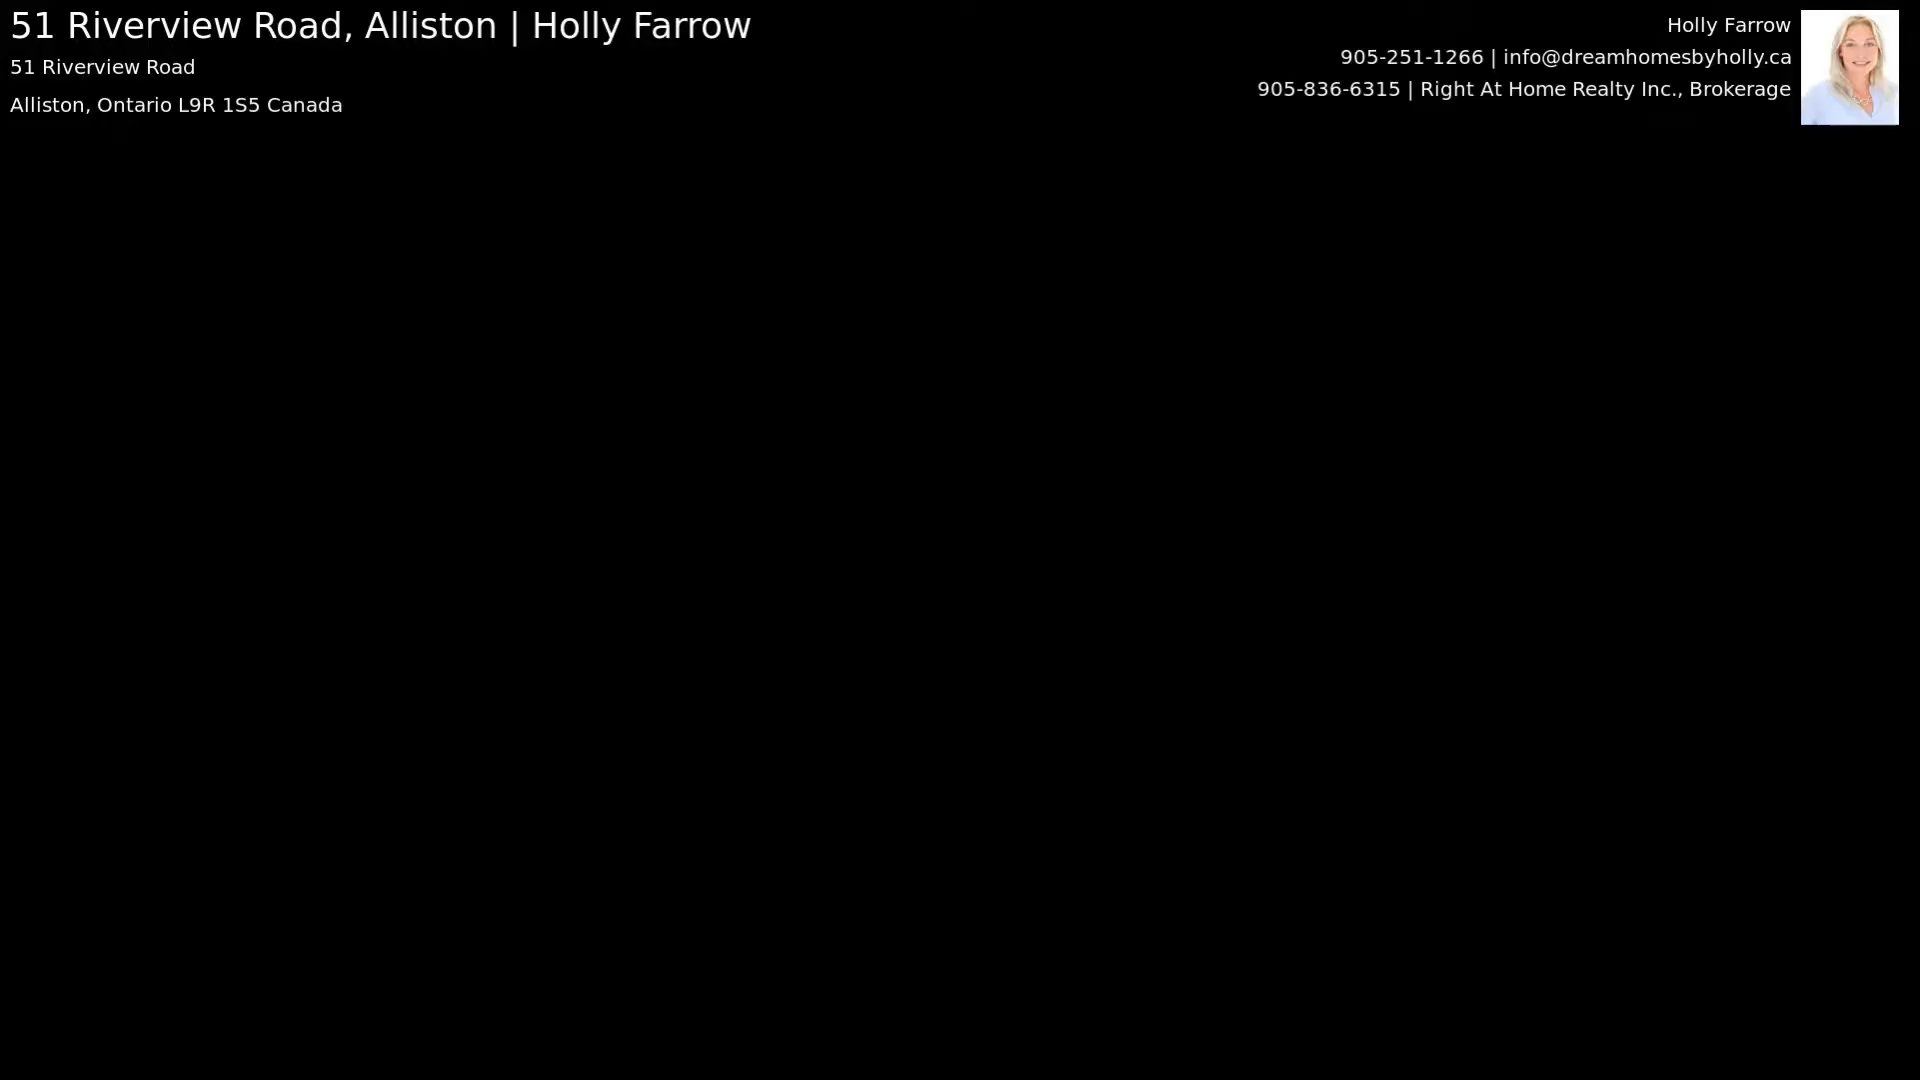 51 Riverview Road, Alliston | Holly Farrow
51 Riverview Road
Alliston, Ontario L9R 1S5 Canada
Holly Farrow
905-251-1266 | info@dreamhomesbyholly.ca
905-836-6315 | Right At Home Realty Inc., Brokerage